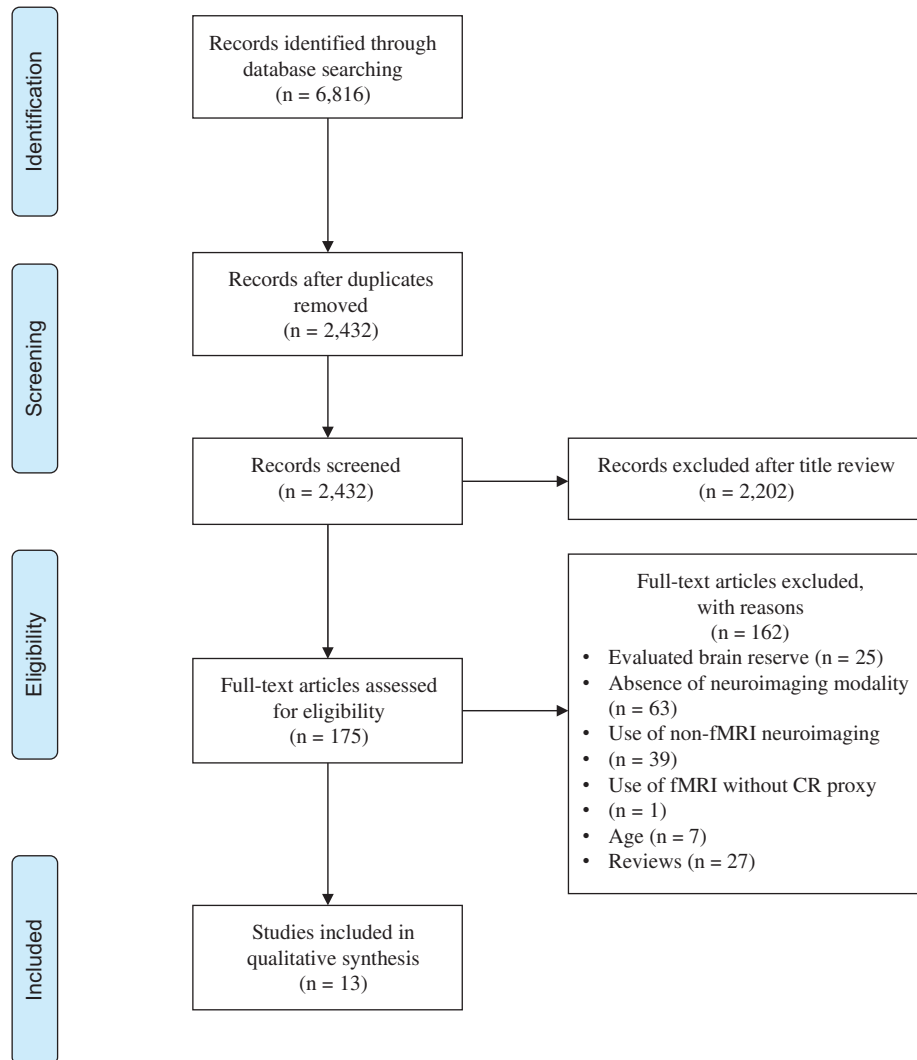 Identification
Records identified through
database searching
(n = 6,816)
Screening
Records after duplicates
removed
(n = 2,432)
Records screened
(n = 2,432)
Records excluded after title review
(n = 2,202)
Eligibility
Full-text articles assessed
for eligibility
(n = 175)
Full-text articles excluded,
with reasons
(n = 162)
• Evaluated brain reserve (n = 25)
• Absence of neuroimaging modality
(n = 63)
• Use of non-fMRI neuroimaging
• (n = 39)
• Use of fMRI without CR proxy
• (n = 1)
• Age (n = 7)
• Reviews (n = 27)
Included
Studies included in
qualitative synthesis
(n = 13)